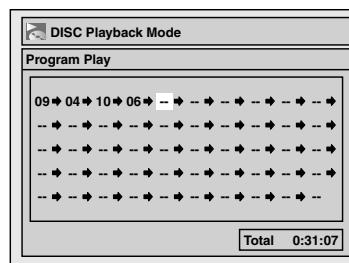 DISC Playback Mode
Program Play
09 ➡ 04 ➡ 10 ➡ 06 ➡ -- ➡ -- ➡ -- ➡ -- ➡ -- ➡ -- ➡
-- ➡ -- ➡ -- ➡ -- ➡ -- ➡ -- ➡ -- ➡ -- ➡ -- ➡ -- ➡
-- ➡ -- ➡ -- ➡ -- ➡ -- ➡ -- ➡ -- ➡ -- ➡ -- ➡ -- ➡
-- ➡ -- ➡ -- ➡ -- ➡ -- ➡ -- ➡ -- ➡ -- ➡ -- ➡ -- ➡
-- ➡ -- ➡ -- ➡ -- ➡ -- ➡ -- ➡ -- ➡ -- ➡ -- ➡ --
Total 0:31:07